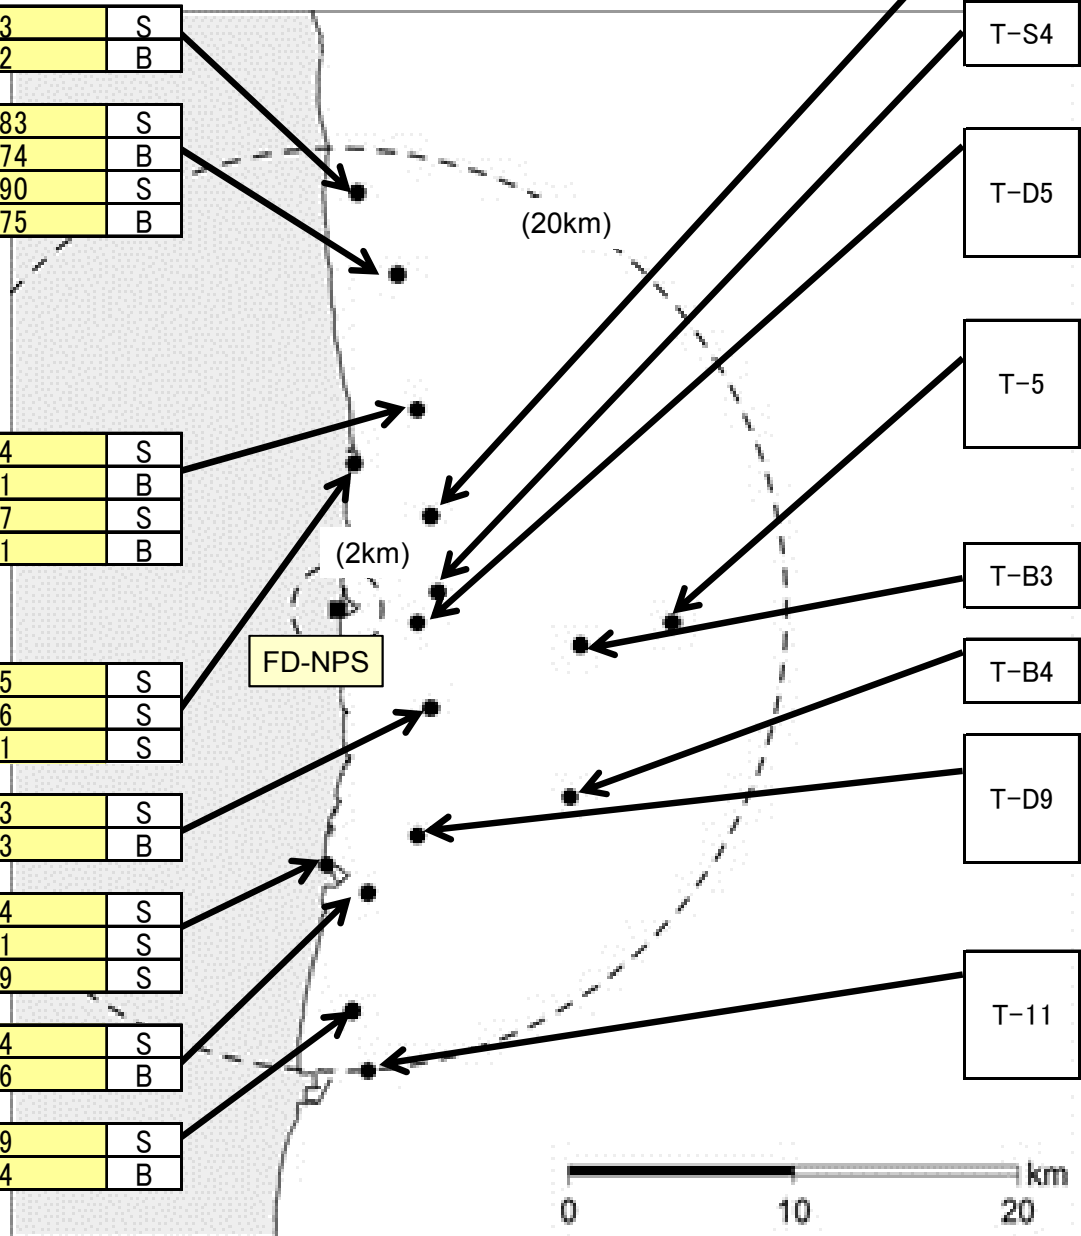 3 S
2 B
83 S
74 B
90 S
75 B
4 S
1 B
7 S
1 B
5 S
6 S
1 S
3 S
3 B
4 S
1 S
9 S
4 S
6 B
9 S
4 B
(20km)
(2km)
FD-NPS
T-S4
T-D5
T-5
T-B3
T-B4
T-D9
T-11
km
0 10 20